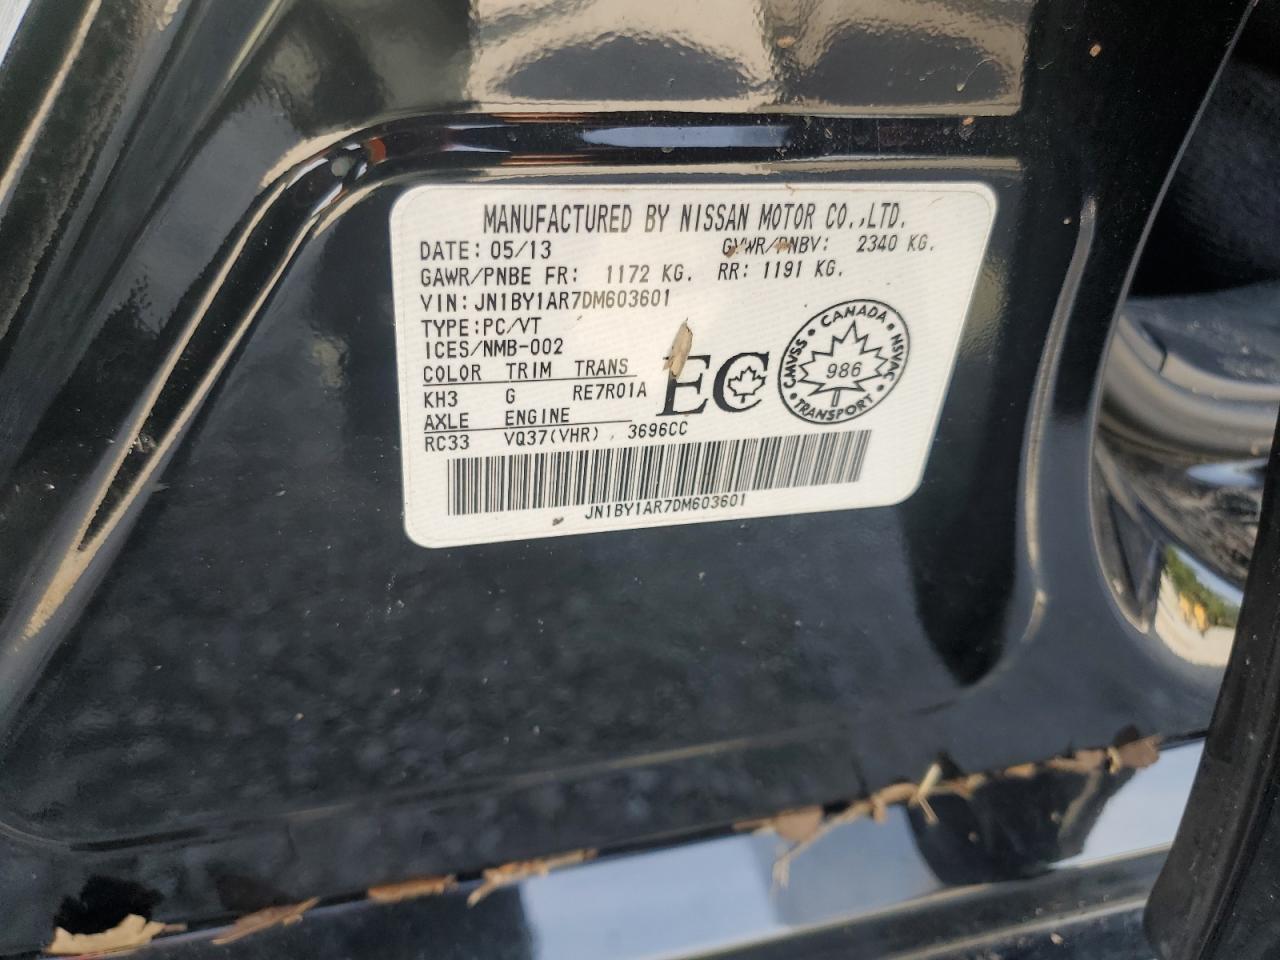 MANUFACTURED BY NISSAN MOTOR CO.,LTD.
DATE: 05/13 GVWR/PNBV: 2340 KG.
GAWR/PNBE FR: 1172 KG. RR: 1191 KG.
VIN: JN1BY1AR7DM603601
TYPE: PC/VT
ICES/NMB-002
COLOR TRIM TRANS
KH3 G RE7R01A
AXLE ENGINE
RC33 VQ37(VHR) , 3696CC
EC
CANADA
CMVSS 986 NSVAC
TRANSPORT
JN1BY1AR7DM603601